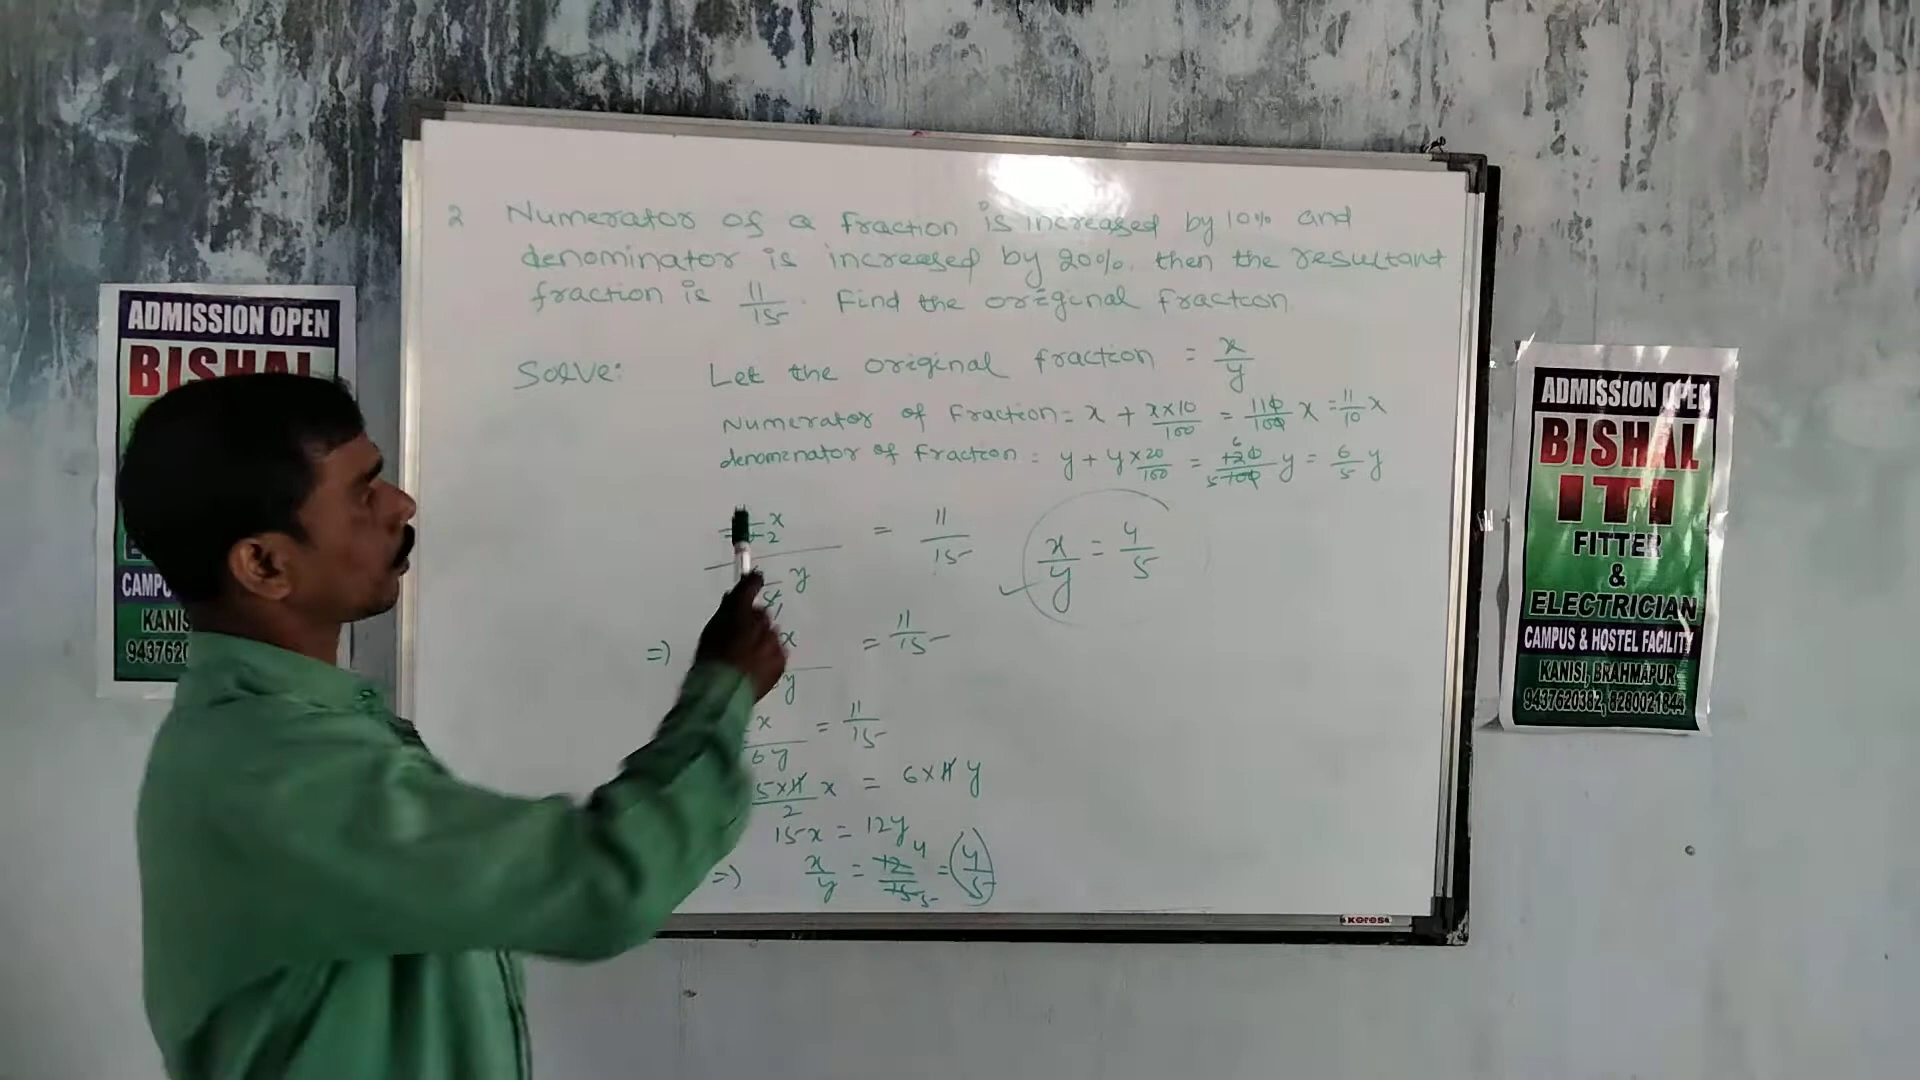 2 Numerator of a fraction is increased by 10% and
denominator is increased by 20%. then the resultant
fraction is 11/15. Find the original fraction
Solve: Let the original fraction = x/y
Numerator of Fraction = x + x×10/100 = 110/100 x = 11/10 x
denomenator of Fraction = y + y×20/100 = 120/100 y = 6/5 y
x = 11/15
y
x/y = 4/5
=> x = 11/15
y
x/6y = 11/15
5×11/2 x = 6×11 y
15x = 12y
=> x/y = 12/15 = 4/5
KOROS
ADMISSION OPEN
BISHAL
CAMPU
KANIS
943762
ADMISSION OPEN
BISHAL
ITI
FITTER
&
ELECTRICIAN
CAMPUS & HOSTEL FACILITY
KANISI, BRAHMAPUR
9437620382, 8280021844